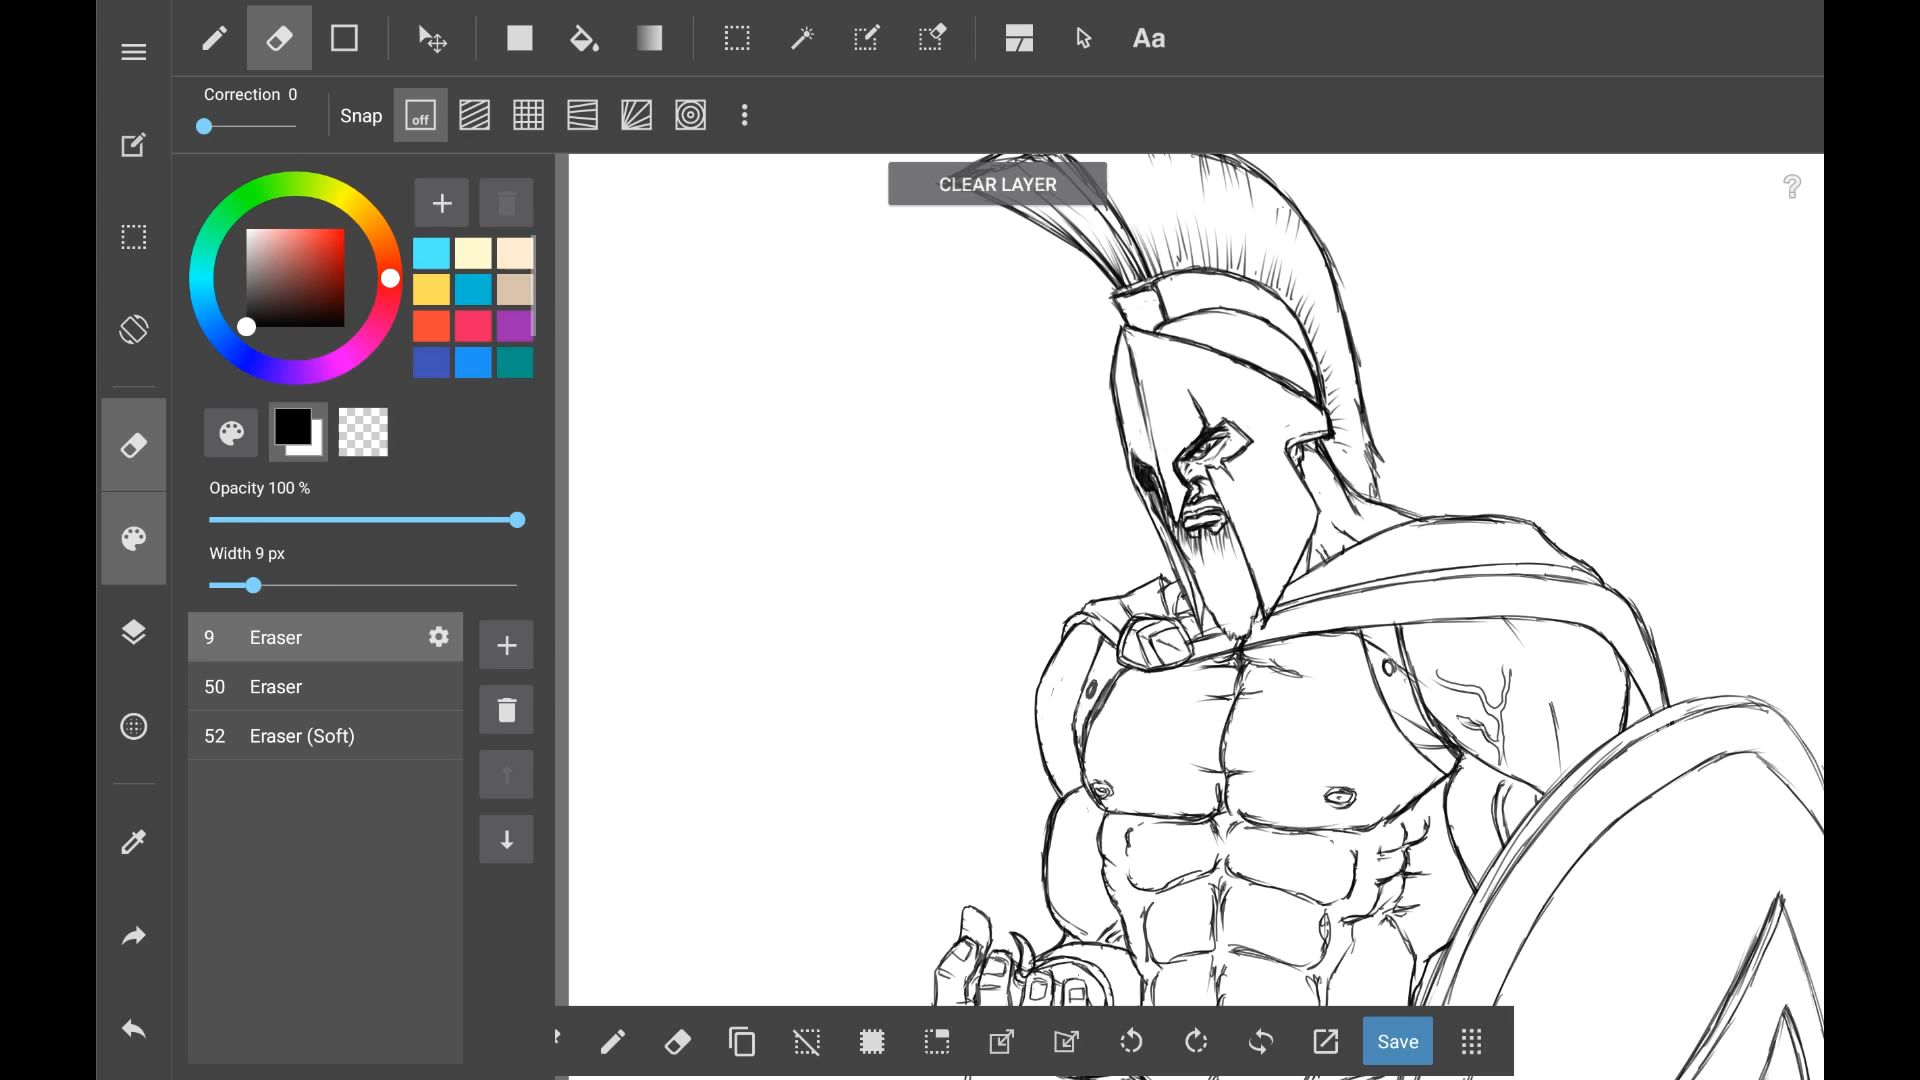 Aa
Correction 0
Snap
off
CLEAR LAYER
?
Opacity 100 %
Width 9 px
9 Eraser
50 Eraser
52 Eraser (Soft)
Save